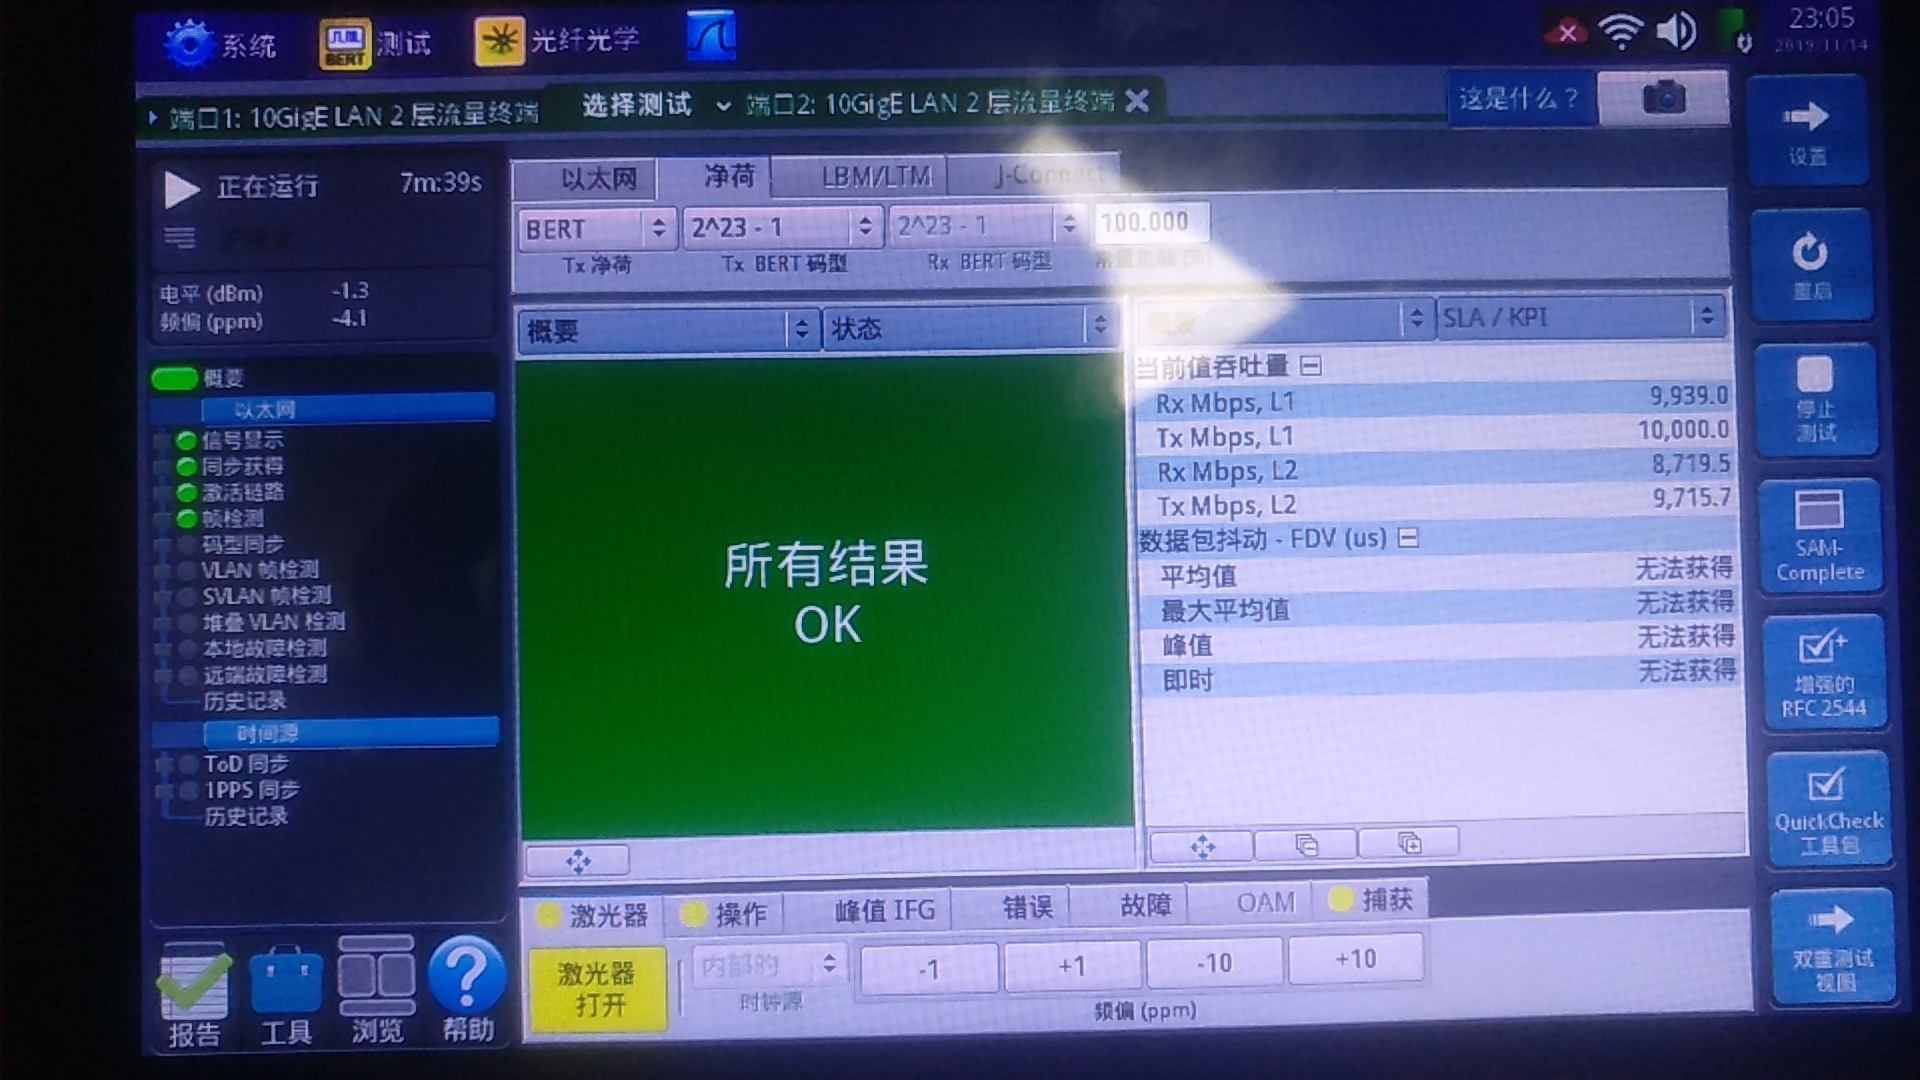 系统 BERT 测试 光纤光学 23:05
2019/11/14
端口1: 10GigE LAN 2 层流量终端 选择测试 端口2: 10GigE LAN 2 层流量终端 这是什么？
正在运行 7m:39s
电平 (dBm) -1.3
频偏 (ppm) -4.1
概要
以太网
信号显示
同步获得
激活链路
帧检测
码型同步
VLAN 帧检测
SVLAN 帧检测
堆叠 VLAN 检测
本地故障检测
远端故障检测
历史记录
时间源
ToD 同步
1PPS 同步
历史记录
报告 工具 浏览 帮助
以太网 净荷 LBM/LTM J-Connect
BERT 2^23 - 1 2^23 - 1 100.000
Tx 净荷 Tx BERT 码型 Rx BERT 码型
概要 状态
所有结果
OK
SLA / KPI
当前值吞吐量
Rx Mbps, L1 9,939.0
Tx Mbps, L1 10,000.0
Rx Mbps, L2 8,719.5
Tx Mbps, L2 9,715.7
数据包抖动 - FDV (us)
平均值 无法获得
最大平均值 无法获得
峰值 无法获得
即时 无法获得
激光器 操作 峰值 IFG 错误 故障 OAM 捕获
激光器
打开
内部的 -1 +1 -10 +10
时钟源 频偏 (ppm)
设置
重启
停止
测试
SAM-
Complete
增强的
RFC 2544
QuickCheck
工具包
双重测试
视图